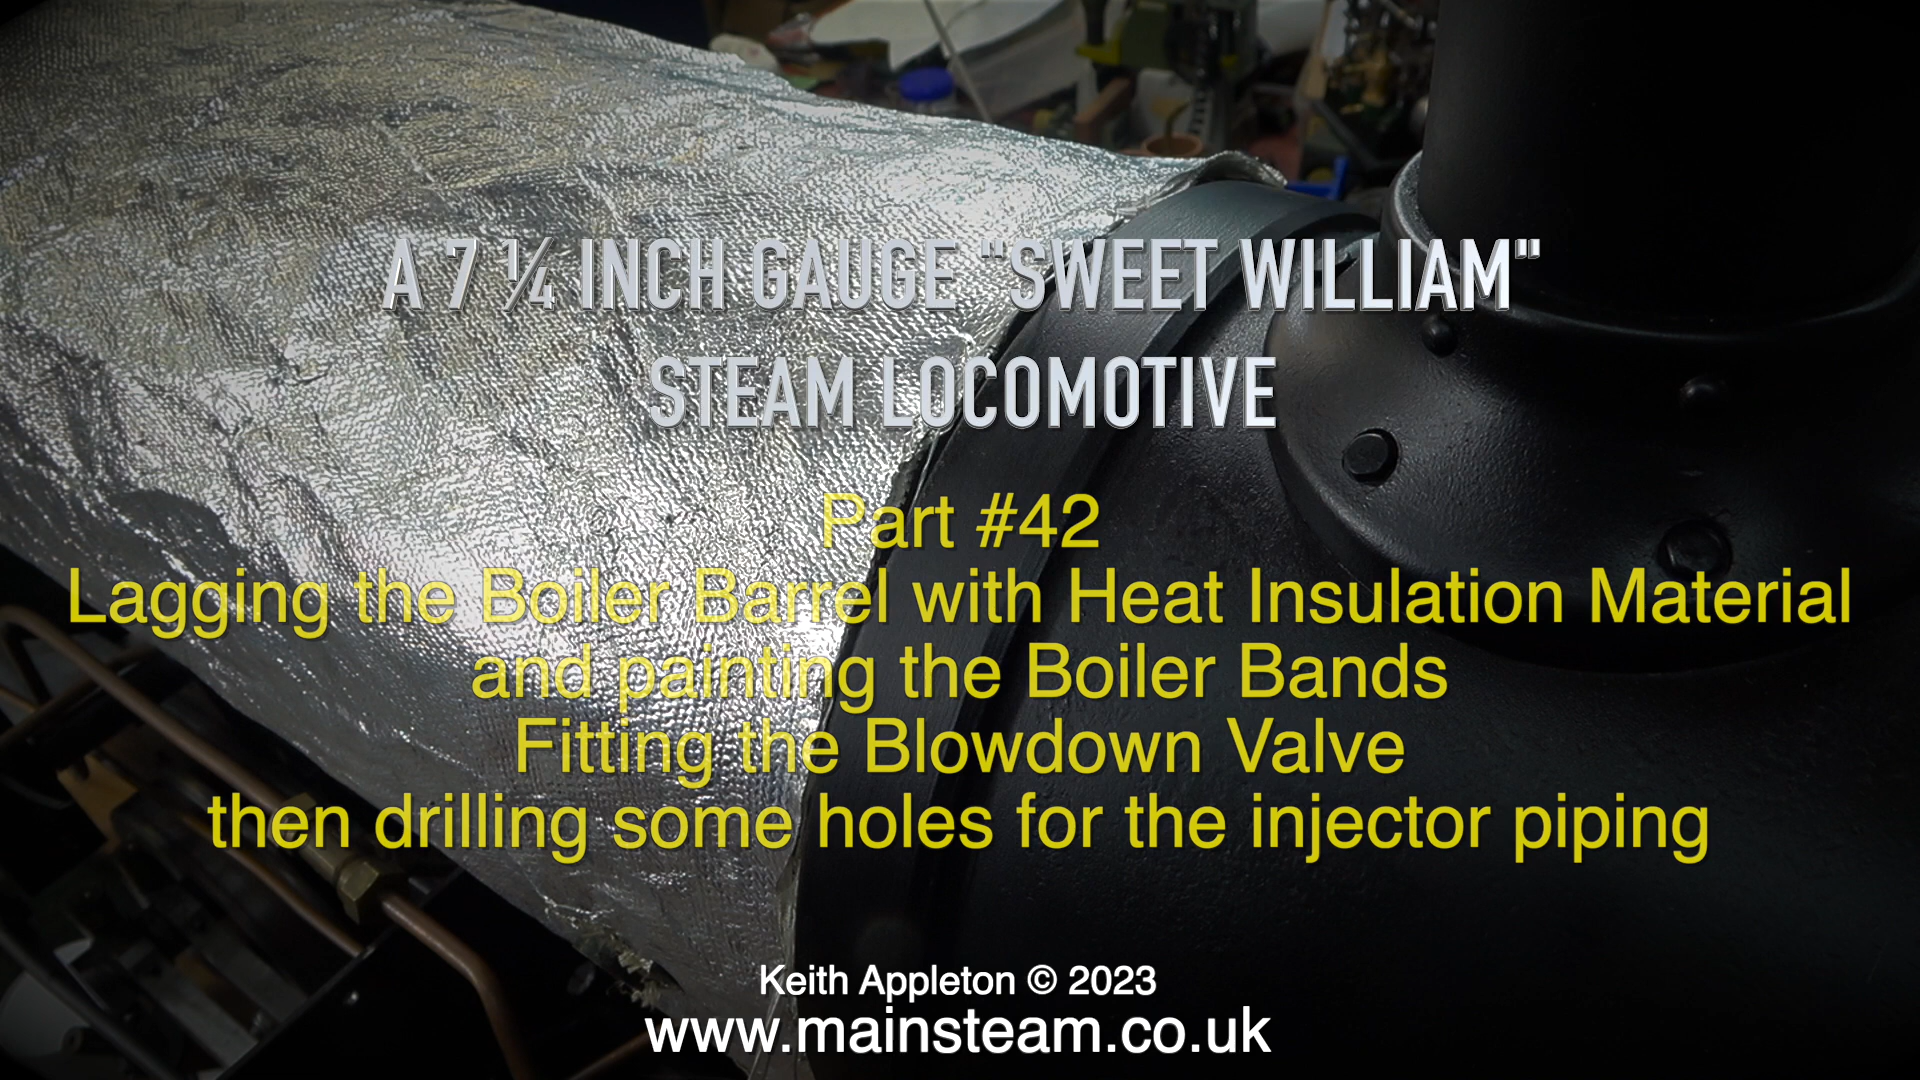 A 7 ¼ INCH GAUGE "SWEET WILLIAM"
STEAM LOCOMOTIVE
Part #42
Lagging the Boiler Barrel with Heat Insulation Material
and painting the Boiler Bands
Fitting the Blowdown Valve
then drilling some holes for the injector piping
Keith Appleton © 2023
www.mainsteam.co.uk